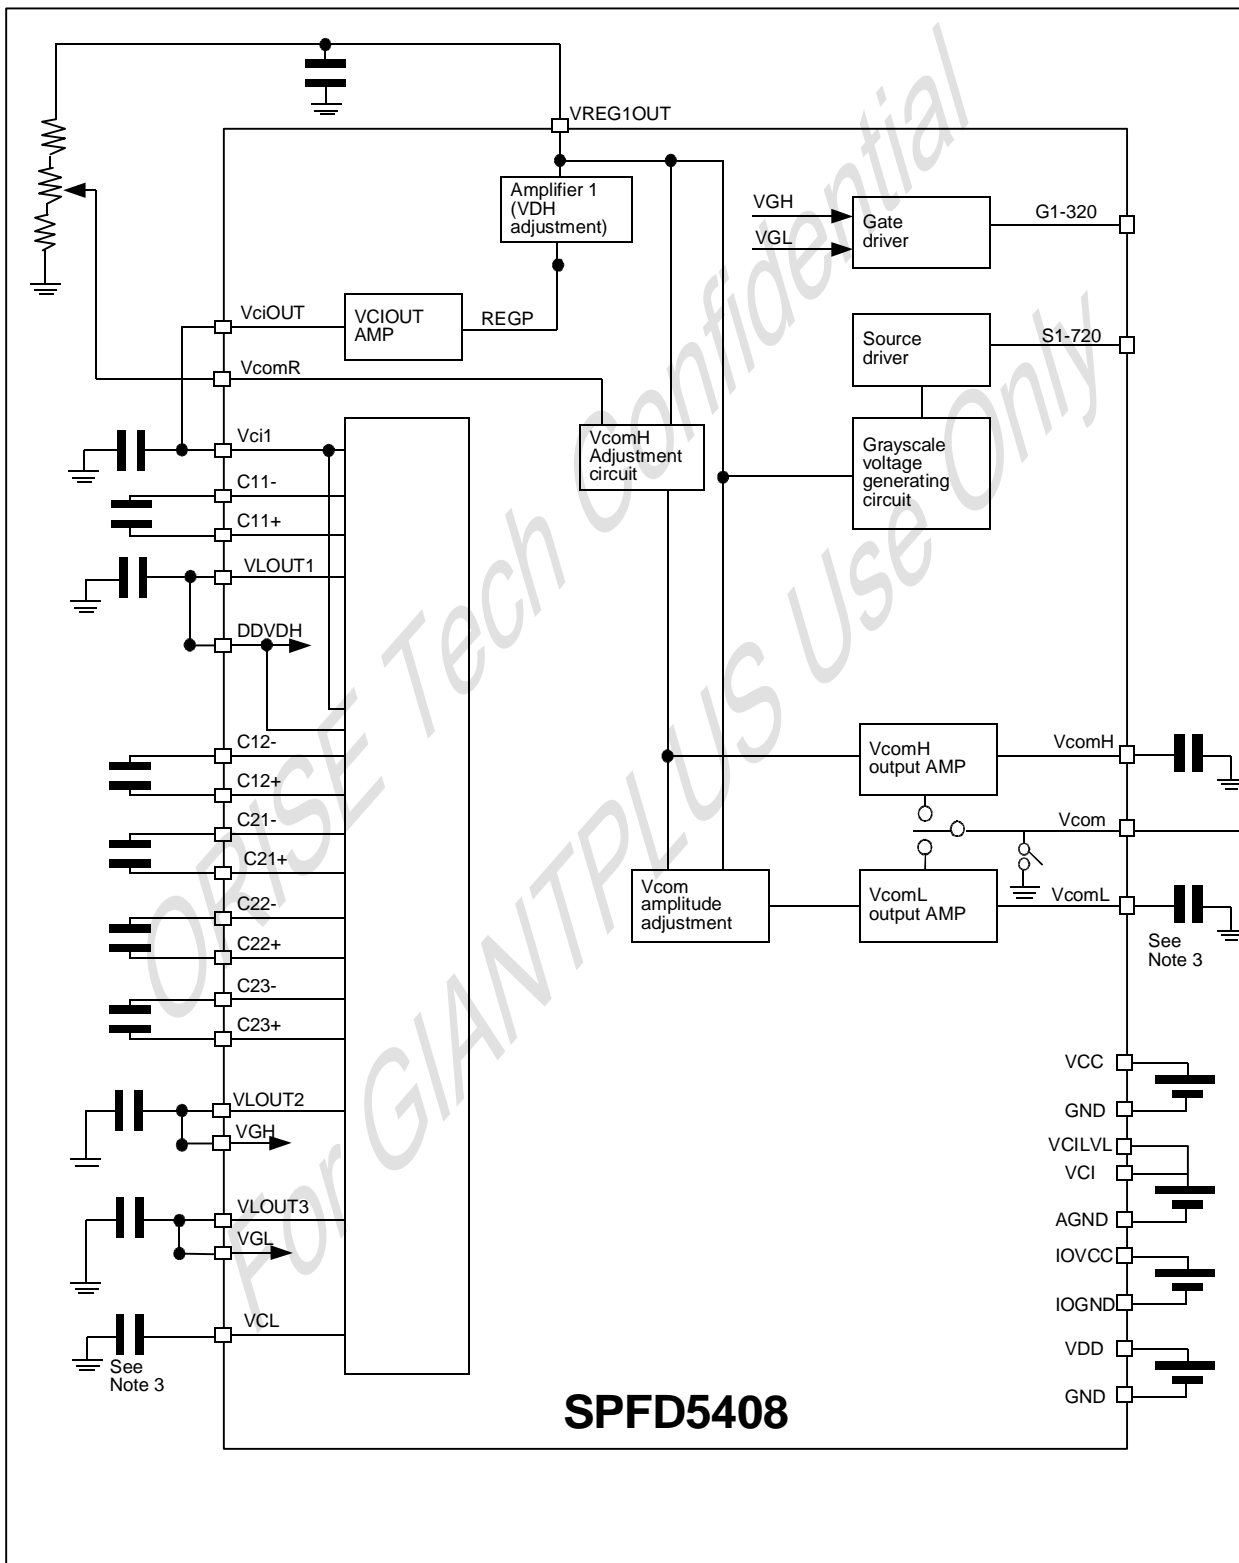 VREG1OUT
Amplifier 1
(VDH
adjustment)
VGH
VGL
Gate
driver
G1-320
VciOUT
VCIOUT
AMP
REGP
Source
driver
S1-720
VcomR
Vci1
VcomH
Adjustment
circuit
Grayscale
voltage
generating
circuit
C11-
C11+
VLOUT1
DDVDH
C12-
C12+
C21-
C21+
C22-
C22+
C23-
C23+
VcomH
output AMP
VcomH
Vcom
Vcom
amplitude
adjustment
VcomL
output AMP
VcomL
See
Note 3
VLOUT2
VGH
VLOUT3
VGL
VCL
See
Note 3
VCC
GND
VCILVL
VCI
AGND
IOVCC
IOGND
VDD
GND
SPFD5408
ORISE Tech Confidential
For GIANTPLUS Use Only